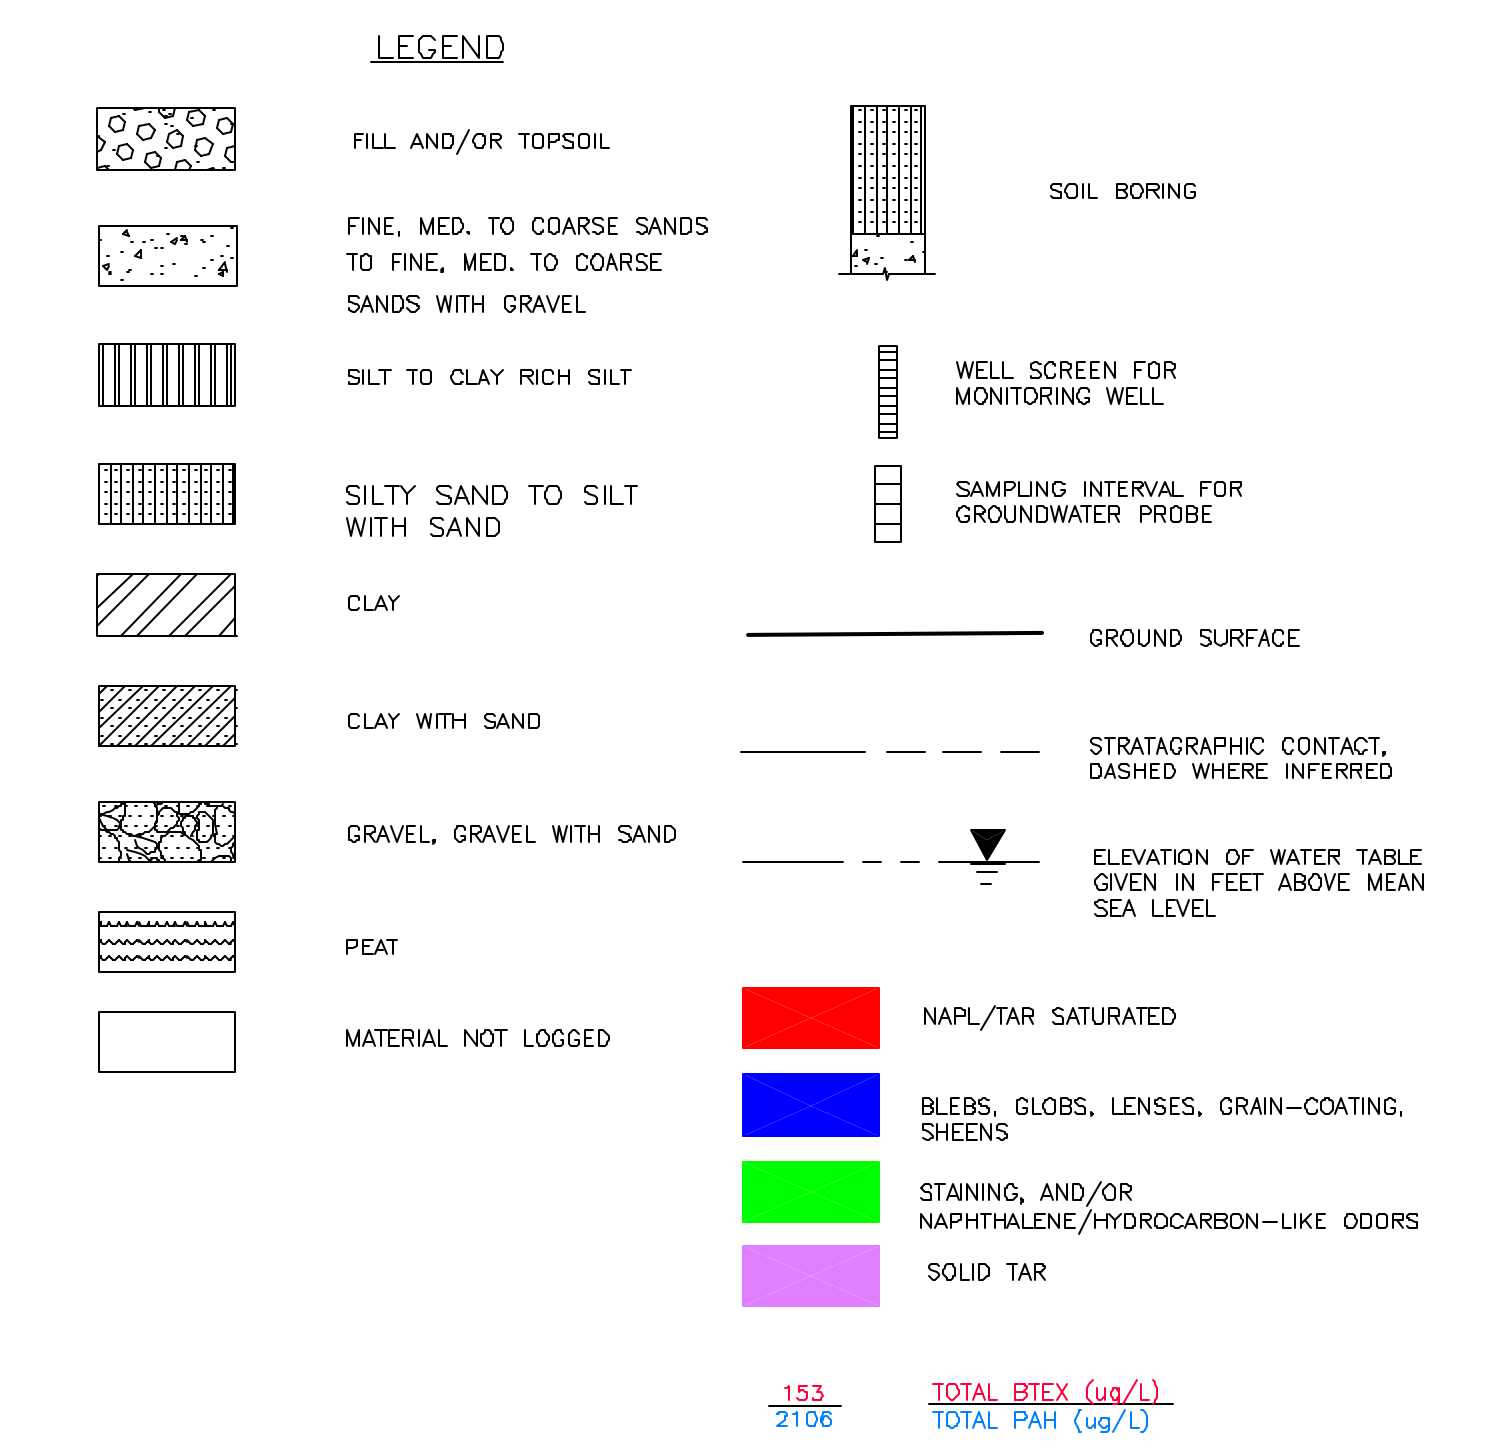 LEGEND
FILL AND/OR TOPSOIL
FINE, MED. TO COARSE SANDS
TO FINE, MED. TO COARSE
SANDS WITH GRAVEL
SILT TO CLAY RICH SILT
SILTY SAND TO SILT
WITH SAND
CLAY
CLAY WITH SAND
GRAVEL, GRAVEL WITH SAND
PEAT
MATERIAL NOT LOGGED
SOIL BORING
WELL SCREEN FOR
MONITORING WELL
SAMPLING INTERVAL FOR
GROUNDWATER PROBE
GROUND SURFACE
STRATAGRAPHIC CONTACT,
DASHED WHERE INFERRED
ELEVATION OF WATER TABLE
GIVEN IN FEET ABOVE MEAN
SEA LEVEL
NAPL/TAR SATURATED
BLEBS, GLOBS, LENSES, GRAIN-COATING,
SHEENS
STAINING, AND/OR
NAPHTHALENE/HYDROCARBON-LIKE ODORS
SOLID TAR
153 TOTAL BTEX (ug/L)
2106 TOTAL PAH (ug/L)